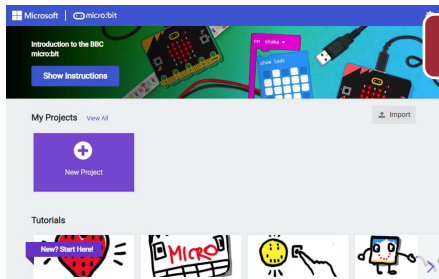 Microsoft micro:bit
Introduction to the BBC
micro:bit
on shake
show leds
Show Instructions
My Projects View All
Import
New Project
Tutorials
New? Start Here!
MICRO